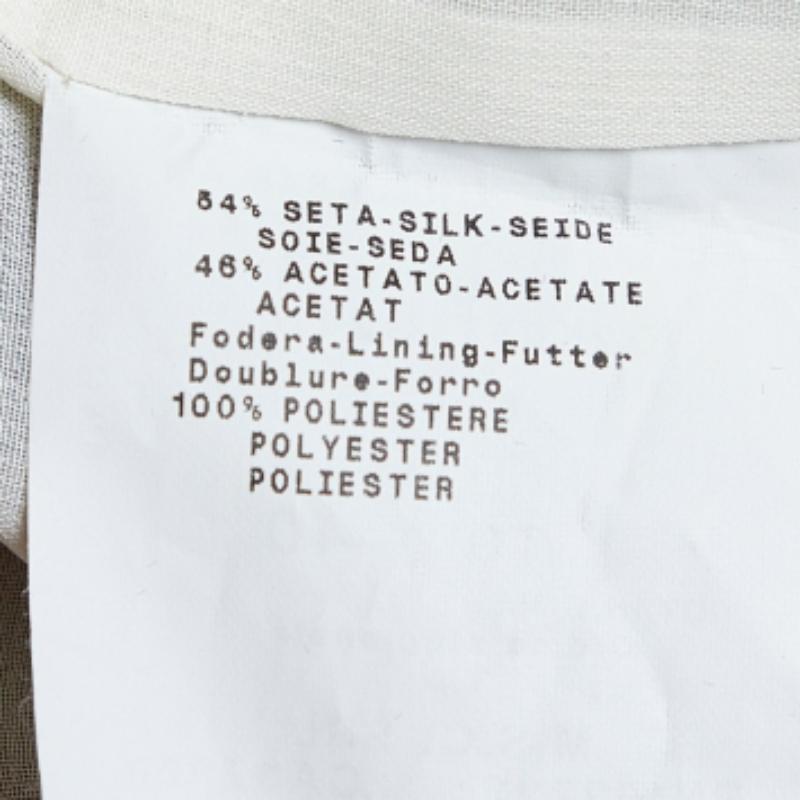 54% SETA-SILK-SEIDE
SOIE-SEDA
46% ACETATO-ACETATE
ACETAT
Fodera-Lining-Futter
Doublure-Forro
100% POLIESTERE
POLYESTER
POLIESTER